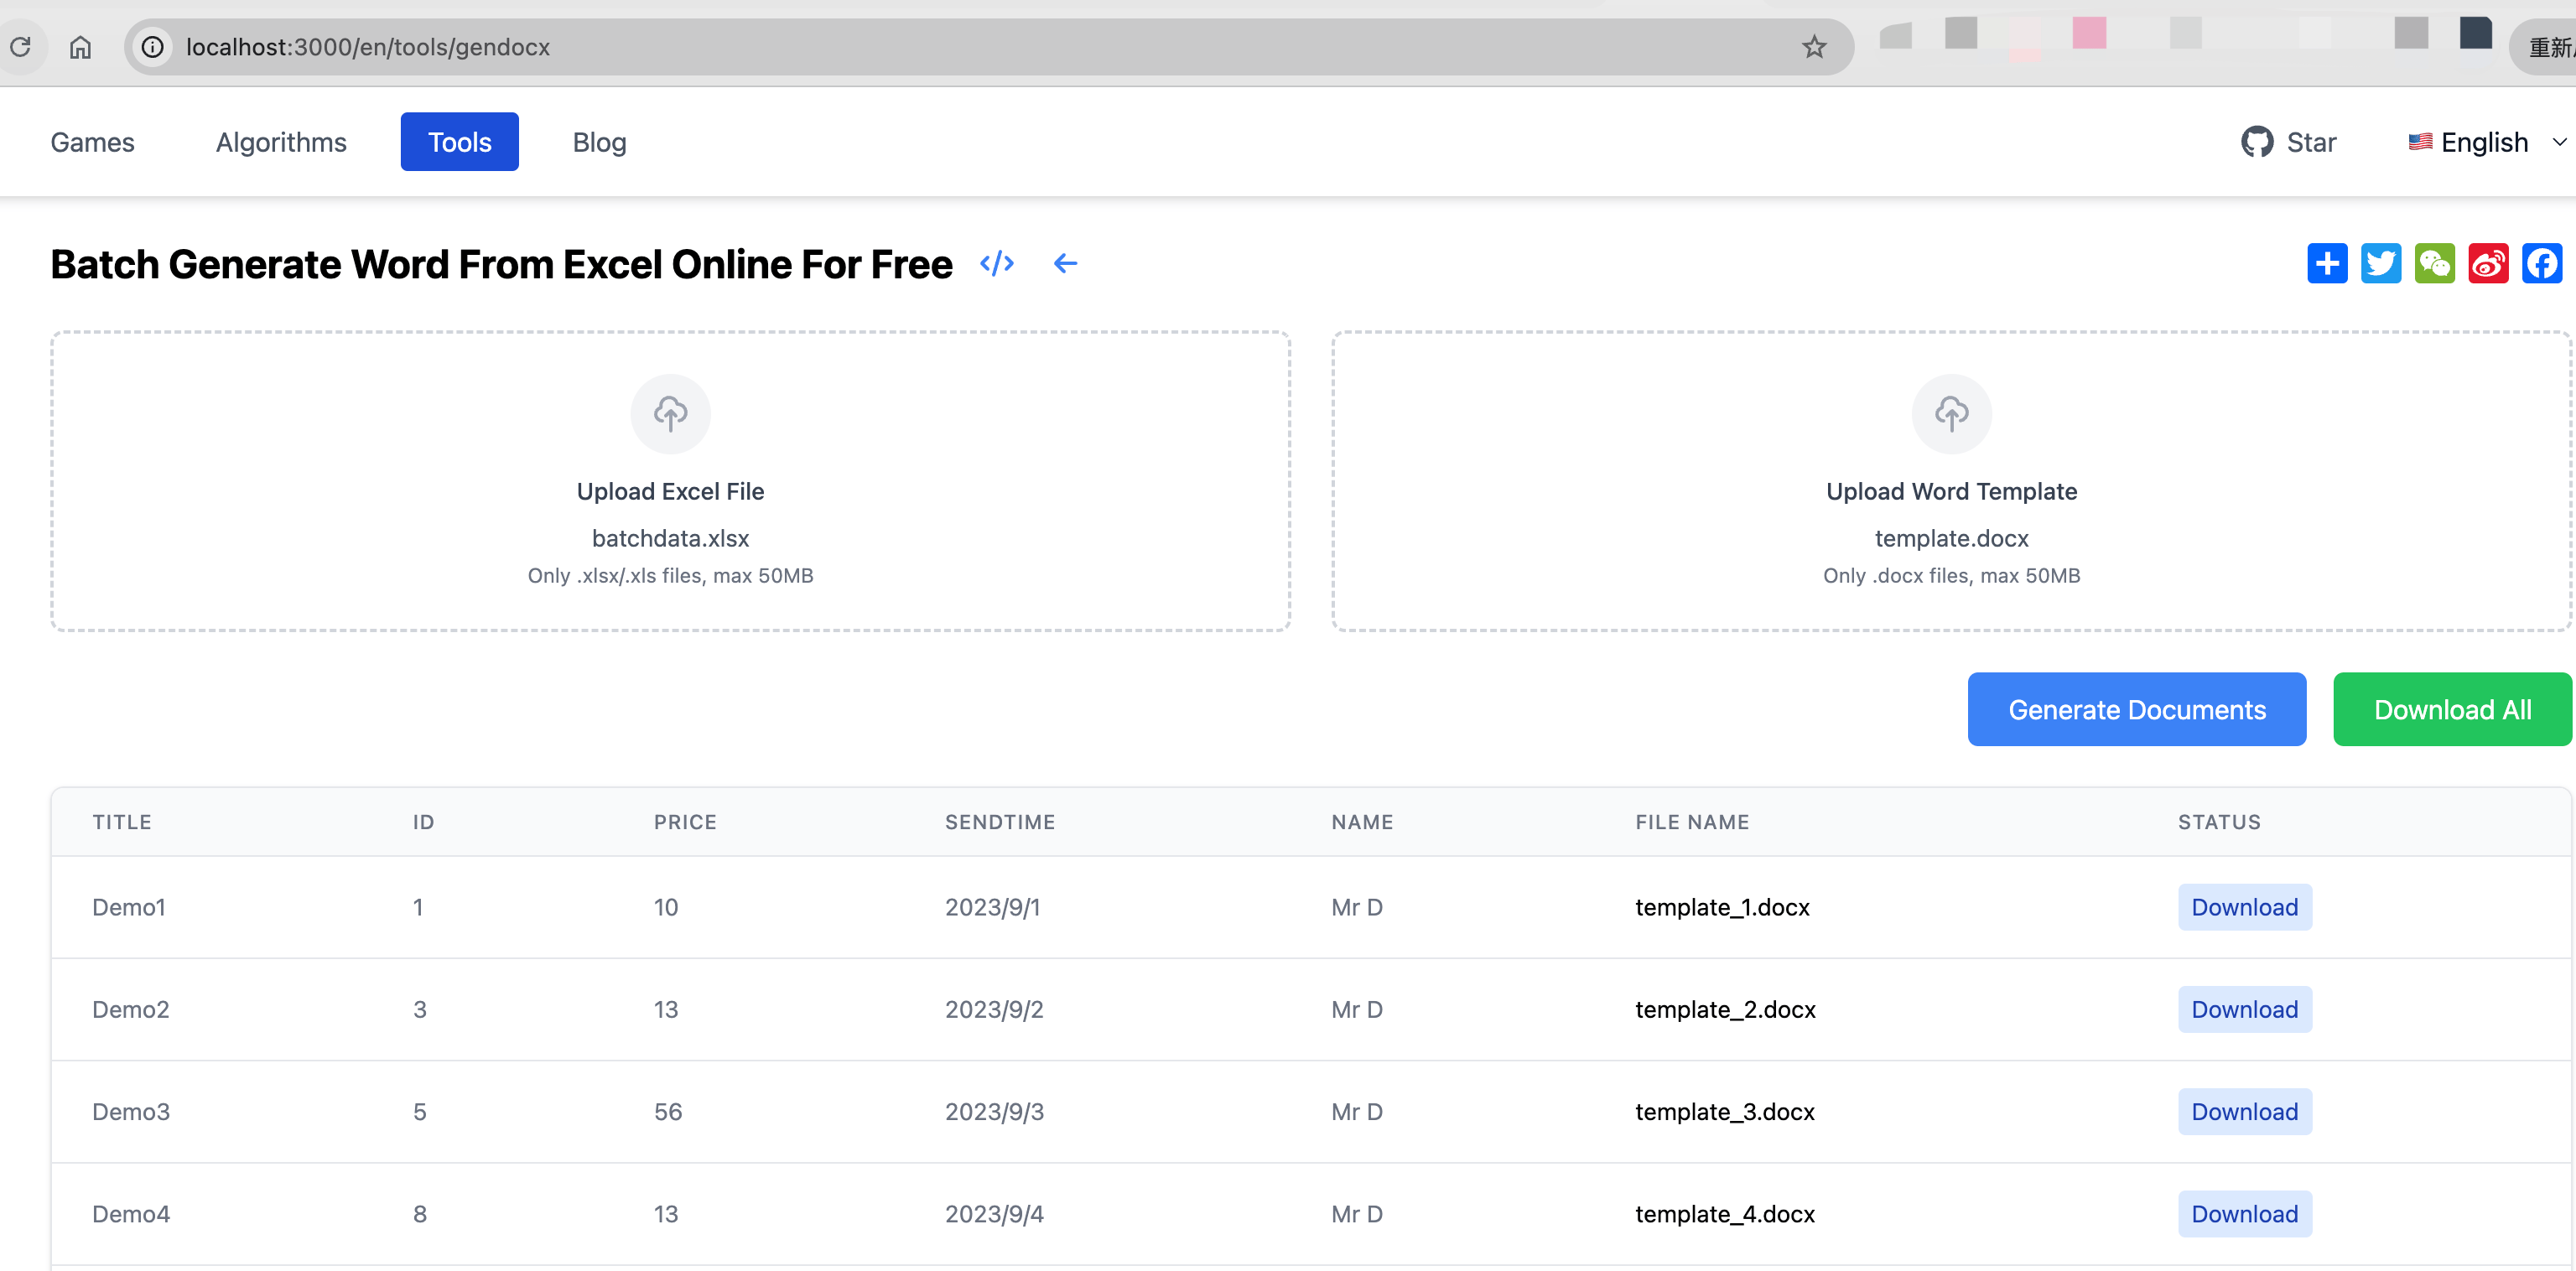 localhost:3000/en/tools/gendocx
重新
Games Algorithms Tools Blog Star English
Batch Generate Word From Excel Online For Free </>
Upload Excel File
batchdata.xlsx
Only .xlsx/.xls files, max 50MB
Upload Word Template
template.docx
Only .docx files, max 50MB
Generate Documents Download All
TITLE ID PRICE SENDTIME NAME FILE NAME STATUS
Demo1 1 10 2023/9/1 Mr D template_1.docx Download
Demo2 3 13 2023/9/2 Mr D template_2.docx Download
Demo3 5 56 2023/9/3 Mr D template_3.docx Download
Demo4 8 13 2023/9/4 Mr D template_4.docx Download